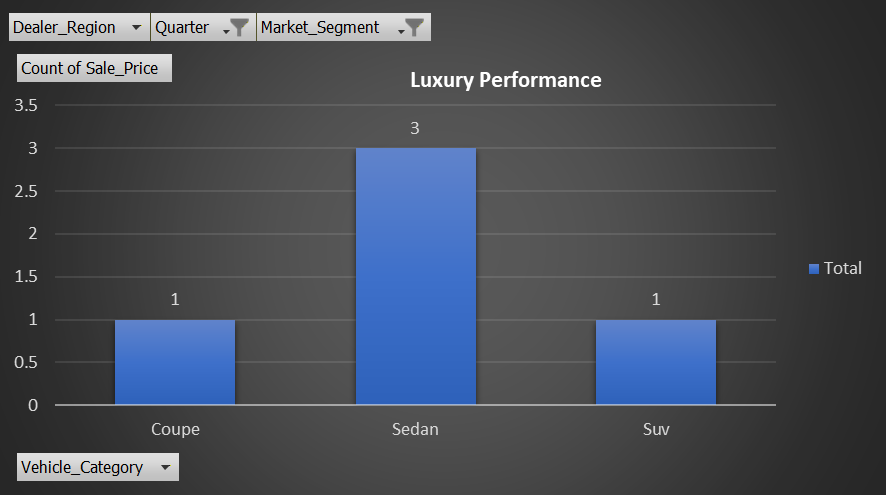 Dealer_Region Quarter Market_Segment
Count of Sale_Price
Luxury Performance
3.5
3
2.5
2
1.5
1
0.5
0
1
3
1
Coupe Sedan Suv
Total
Vehicle_Category